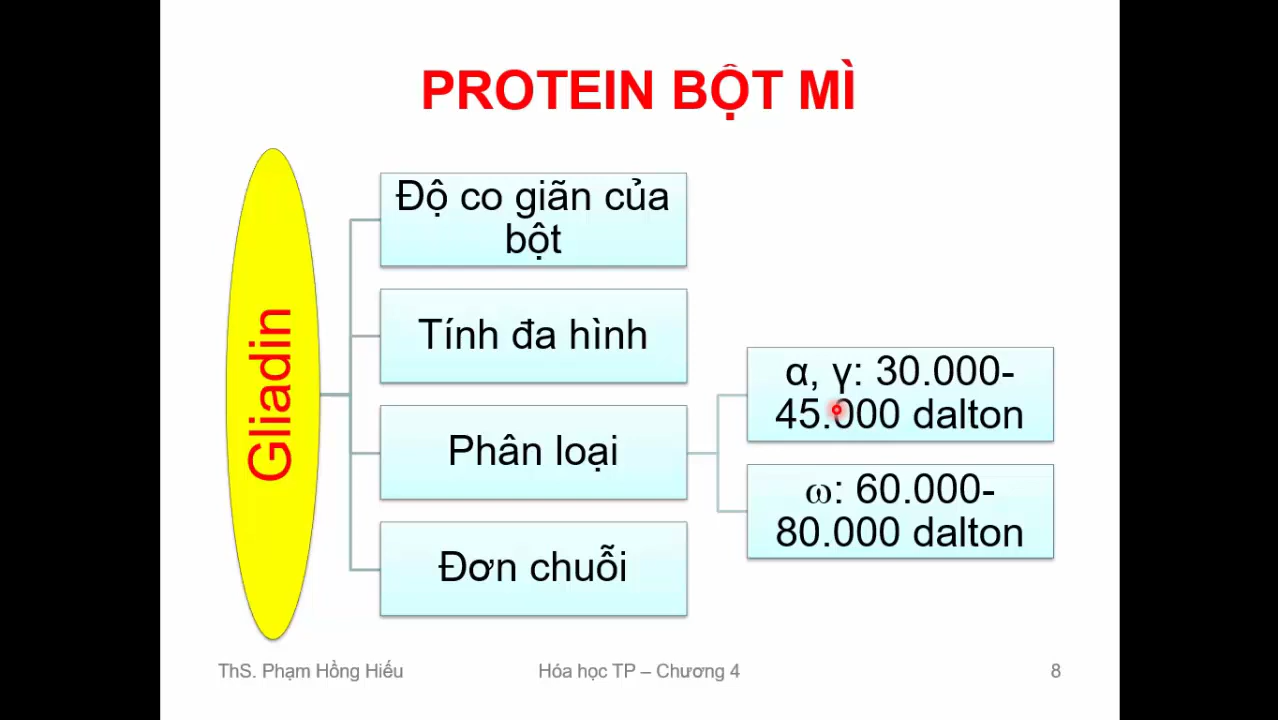 PROTEIN BỘT MÌ
Gliadin
Độ co giãn của
bột
Tính đa hình
Phân loại
Đơn chuỗi
α, γ: 30.000-
45.000 dalton
ω: 60.000-
80.000 dalton
ThS. Phạm Hồng Hiếu
Hóa học TP – Chương 4
8